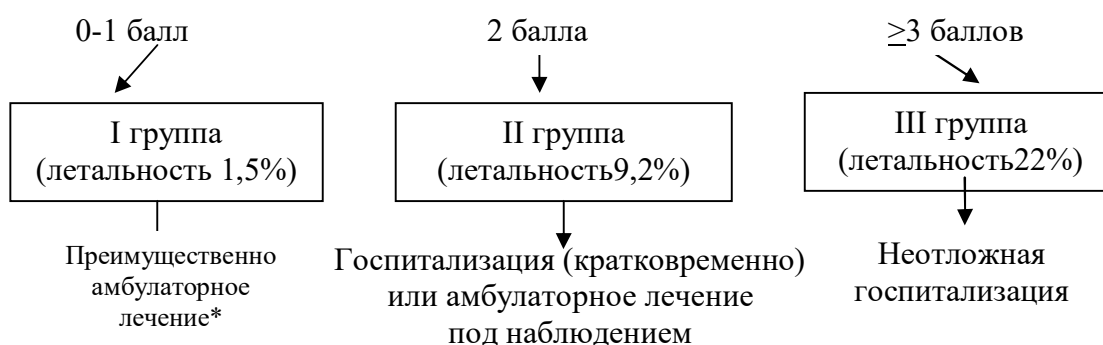 0-1 балл
2 балла
≥3 баллов
I группа
(летальность 1,5%)
II группа
(летальность9,2%)
III группа
(летальность22%)
Преимущественно
амбулаторное
лечение*
Госпитализация (кратковременно)
или амбулаторное лечение
под наблюдением
Неотложная
госпитализация